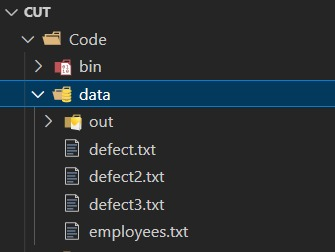 CUT
Code
bin
data
out
defect.txt
defect2.txt
defect3.txt
employees.txt